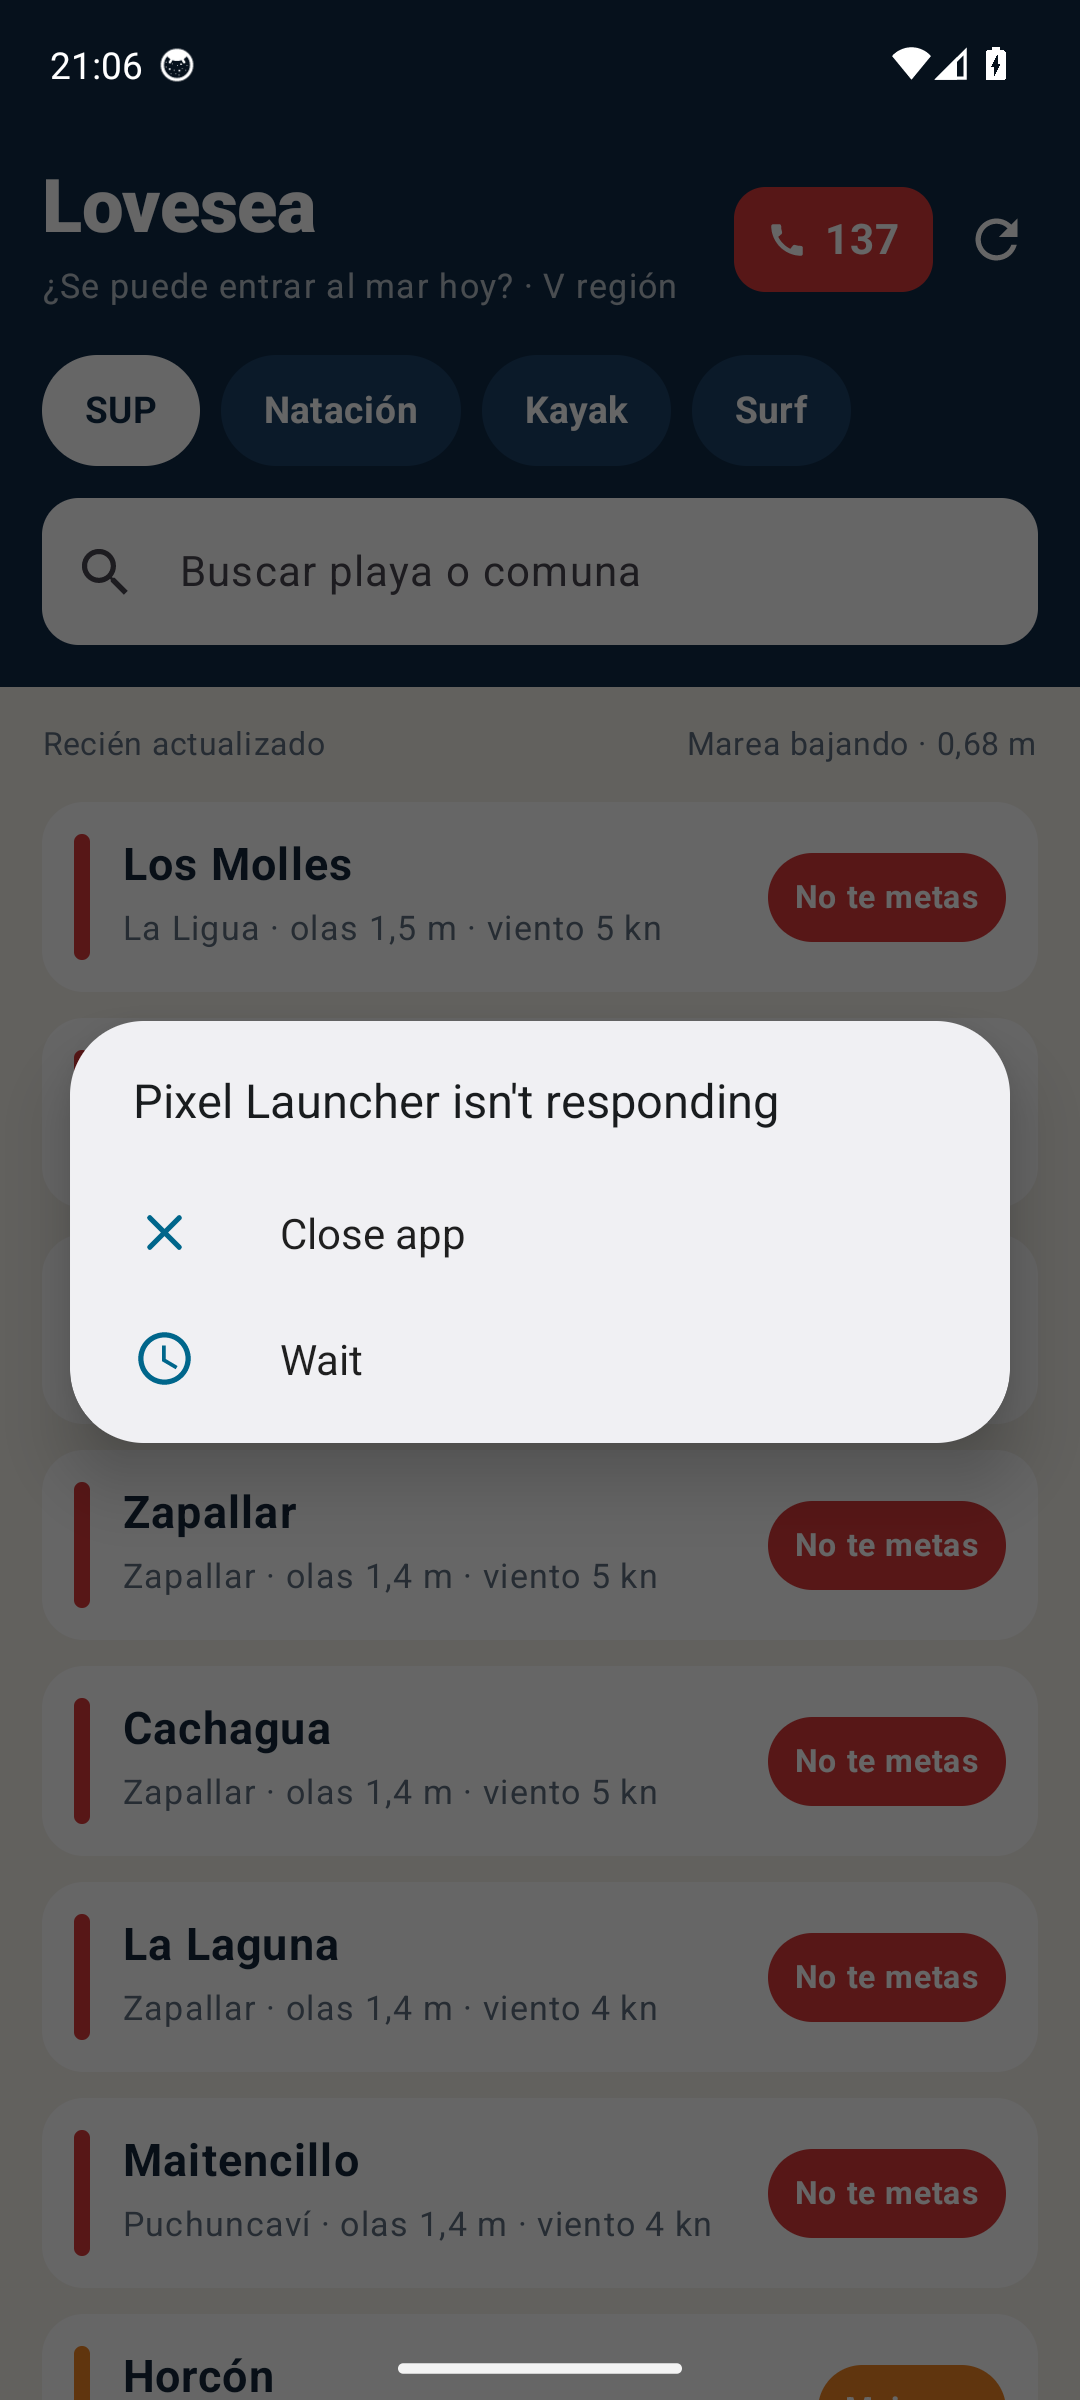 21:06
Lovesea
137
¿Se puede entrar al mar hoy? · V región
SUP
Natación
Kayak
Surf
Buscar playa o comuna
Recién actualizado
Marea bajando · 0,68 m
Los Molles
La Ligua · olas 1,5 m · viento 5 kn
No te metas
Pixel Launcher isn't responding
Close app
Wait
Zapallar
Zapallar · olas 1,4 m · viento 5 kn
No te metas
Cachagua
Zapallar · olas 1,4 m · viento 5 kn
No te metas
La Laguna
Zapallar · olas 1,4 m · viento 4 kn
No te metas
Maitencillo
Puchuncaví · olas 1,4 m · viento 4 kn
No te metas
Horcón